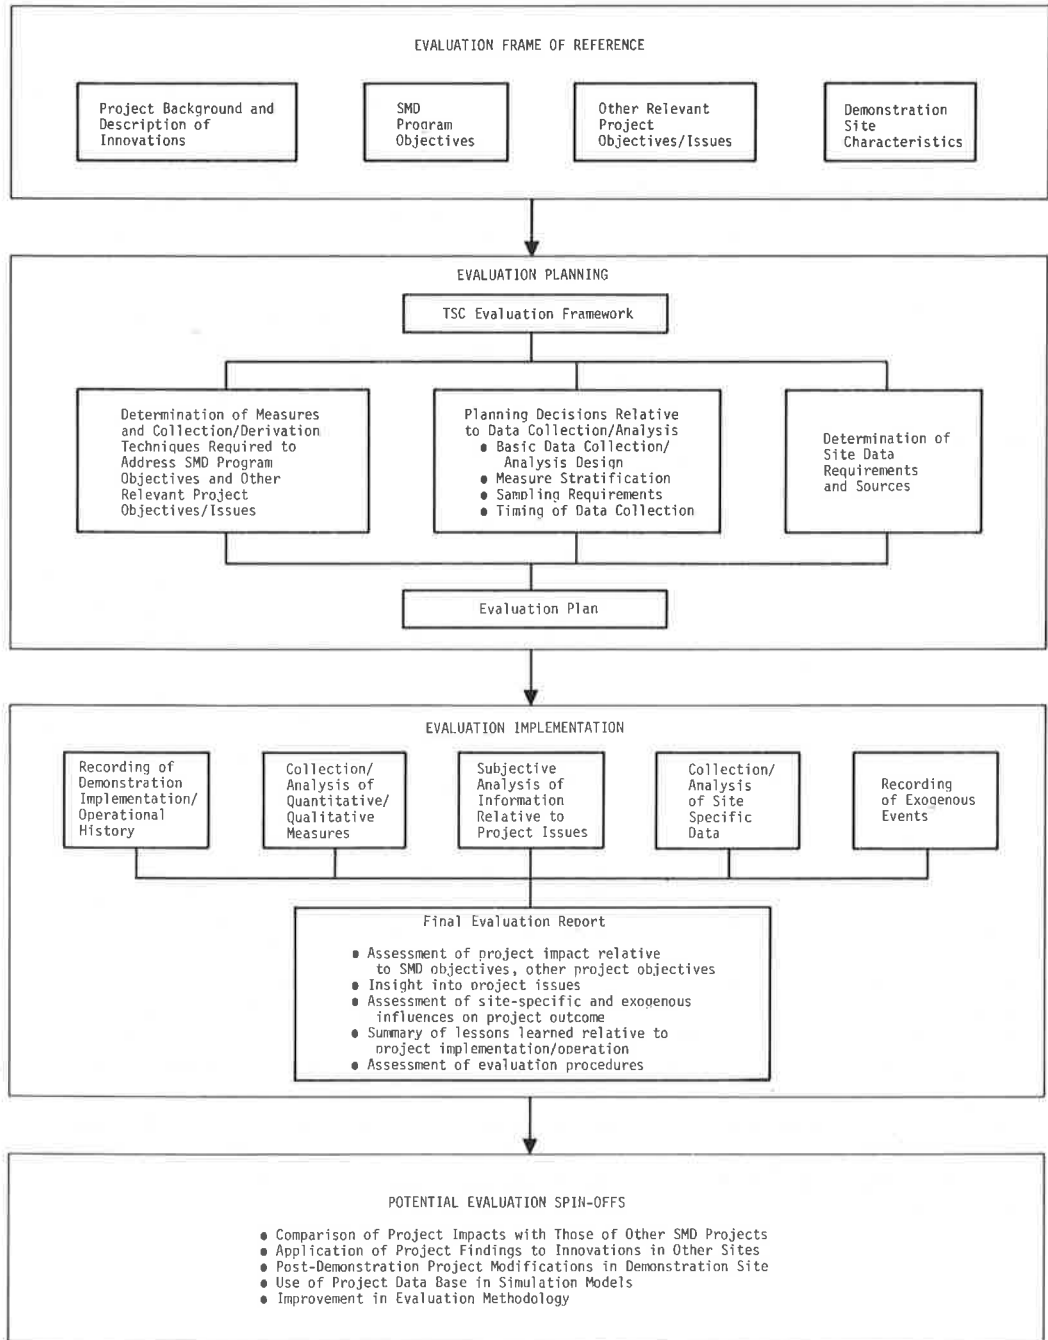 EVALUATION FRAME OF REFERENCE
Project Background and
Description of
Innovations
SMD
Program
Objectives
Other Relevant
Project
Objectives/Issues
Demonstration
Site
Characteristics
EVALUATION PLANNING
TSC Evaluation Framework
Determination of Measures
and Collection/Derivation
Techniques Required to
Address SMD Program
Objectives and Other
Relevant Project
Objectives/Issues
Planning Decisions Relative
to Data Collection/Analysis
● Basic Data Collection/
Analysis Design
● Measure Stratification
● Sampling Requirements
● Timing of Data Collection
Determination of
Site Data
Requirements
and Sources
Evaluation Plan
EVALUATION IMPLEMENTATION
Recording of
Demonstration
Implementation/
Operational
History
Collection/
Analysis of
Quantitative/
Qualitative
Measures
Subjective
Analysis of
Information
Relative to
Project Issues
Collection/
Analysis
of Site
Specific
Data
Recording
of Exogenous
Events
Final Evaluation Report
● Assessment of project impact relative
to SMD objectives, other project objectives
● Insight into project issues
● Assessment of site-specific and exogenous
influences on project outcome
● Summary of lessons learned relative to
project implementation/operation
● Assessment of evaluation procedures
POTENTIAL EVALUATION SPIN-OFFS
● Comparison of Project Impacts with Those of Other SMD Projects
● Application of Project Findings to Innovations in Other Sites
● Post-Demonstration Project Modifications in Demonstration Site
● Use of Project Data Base in Simulation Models
● Improvement in Evaluation Methodology